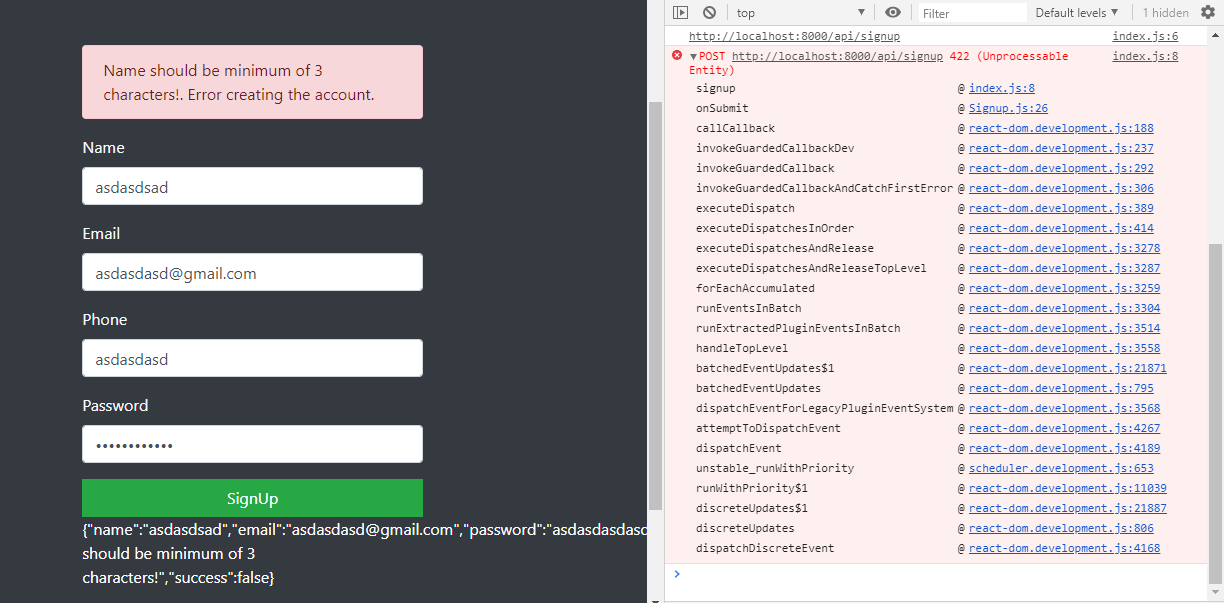 Name should be minimum of 3
characters!. Error creating the account.
Name
asdasdsad
Email
asdasdasd@gmail.com
Phone
asdasdasd
Password
••••••••••••
SignUp
{"name":"asdasdsad","email":"asdasdasd@gmail.com","password":"asdasdasdasd
should be minimum of 3
characters!","success":false}
top ▼ Filter Default levels ▼ 1 hidden
http://localhost:8000/api/signup index.js:6
▼POST http://localhost:8000/api/signup 422 (Unprocessable index.js:8
Entity)
signup @ index.js:8
onSubmit @ Signup.js:26
callCallback @ react-dom.development.js:188
invokeGuardedCallbackDev @ react-dom.development.js:237
invokeGuardedCallback @ react-dom.development.js:292
invokeGuardedCallbackAndCatchFirstError @ react-dom.development.js:306
executeDispatch @ react-dom.development.js:389
executeDispatchesInOrder @ react-dom.development.js:414
executeDispatchesAndRelease @ react-dom.development.js:3278
executeDispatchesAndReleaseTopLevel @ react-dom.development.js:3287
forEachAccumulated @ react-dom.development.js:3259
runEventsInBatch @ react-dom.development.js:3304
runExtractedPluginEventsInBatch @ react-dom.development.js:3514
handleTopLevel @ react-dom.development.js:3558
batchedEventUpdates$1 @ react-dom.development.js:21871
batchedEventUpdates @ react-dom.development.js:795
dispatchEventForLegacyPluginEventSystem @ react-dom.development.js:3568
attemptToDispatchEvent @ react-dom.development.js:4267
dispatchEvent @ react-dom.development.js:4189
unstable_runWithPriority @ scheduler.development.js:653
runWithPriority$1 @ react-dom.development.js:11039
discreteUpdates$1 @ react-dom.development.js:21887
discreteUpdates @ react-dom.development.js:806
dispatchDiscreteEvent @ react-dom.development.js:4168